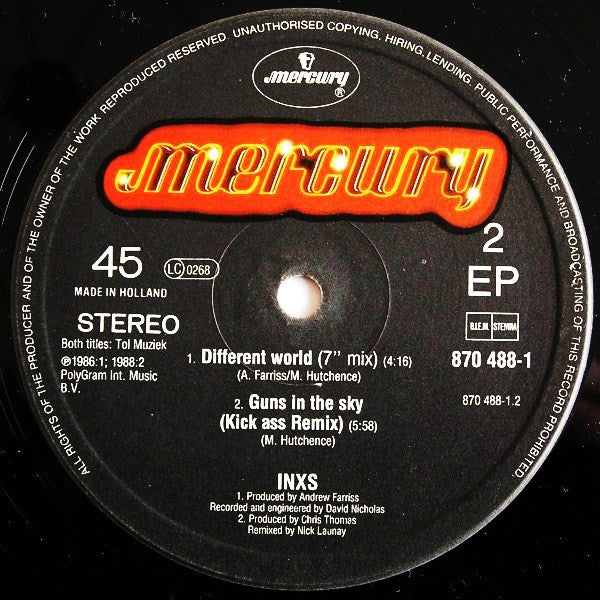 ALL RIGHTS OF THE PRODUCER AND OF THE OWNER OF THE WORK REPRODUCED RESERVED. UNAUTHORISED COPYING. HIRING, LENDING. PUBLIC PERFORMANCE AND BROADCASTING OF THIS RECORD PROHIBITED.
mercury ®
mercury
45
LC 0268
2
EP
MADE IN HOLLAND
STEREO
B.I.E.M. STEMRA
Both titles: Tol Muziek
℗1986:1; 1988:2
PolyGram Int. Music
B.V.
1. Different world (7" mix) (4:16)
(A. Farriss/M. Hutchence)
870 488-1
870 488-1.2
2. Guns in the sky
(Kick ass Remix) (5:58)
(M. Hutchence)
INXS
1. Produced by Andrew Farriss
Recorded and engineered by David Nicholas
2. Produced by Chris Thomas
Remixed by Nick Launay